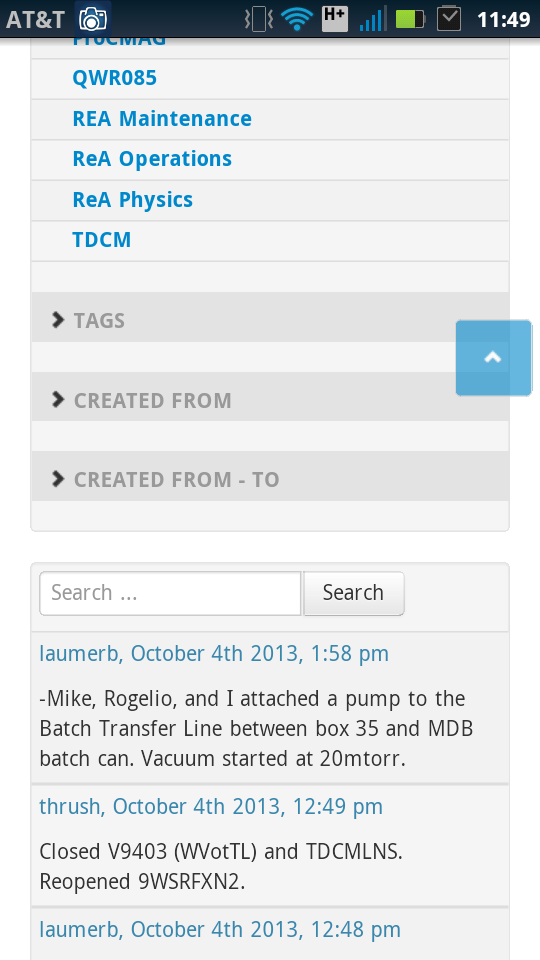 AT&T H+ 11:49
ProCMAG
QWR085
REA Maintenance
ReA Operations
ReA Physics
TDCM
TAGS
CREATED FROM
CREATED FROM - TO
Search ... Search
laumerb, October 4th 2013, 1:58 pm
-Mike, Rogelio, and I attached a pump to the
Batch Transfer Line between box 35 and MDB
batch can. Vacuum started at 20mtorr.
thrush, October 4th 2013, 12:49 pm
Closed V9403 (WVotTL) and TDCMLNS.
Reopened 9WSRFXN2.
laumerb, October 4th 2013, 12:48 pm